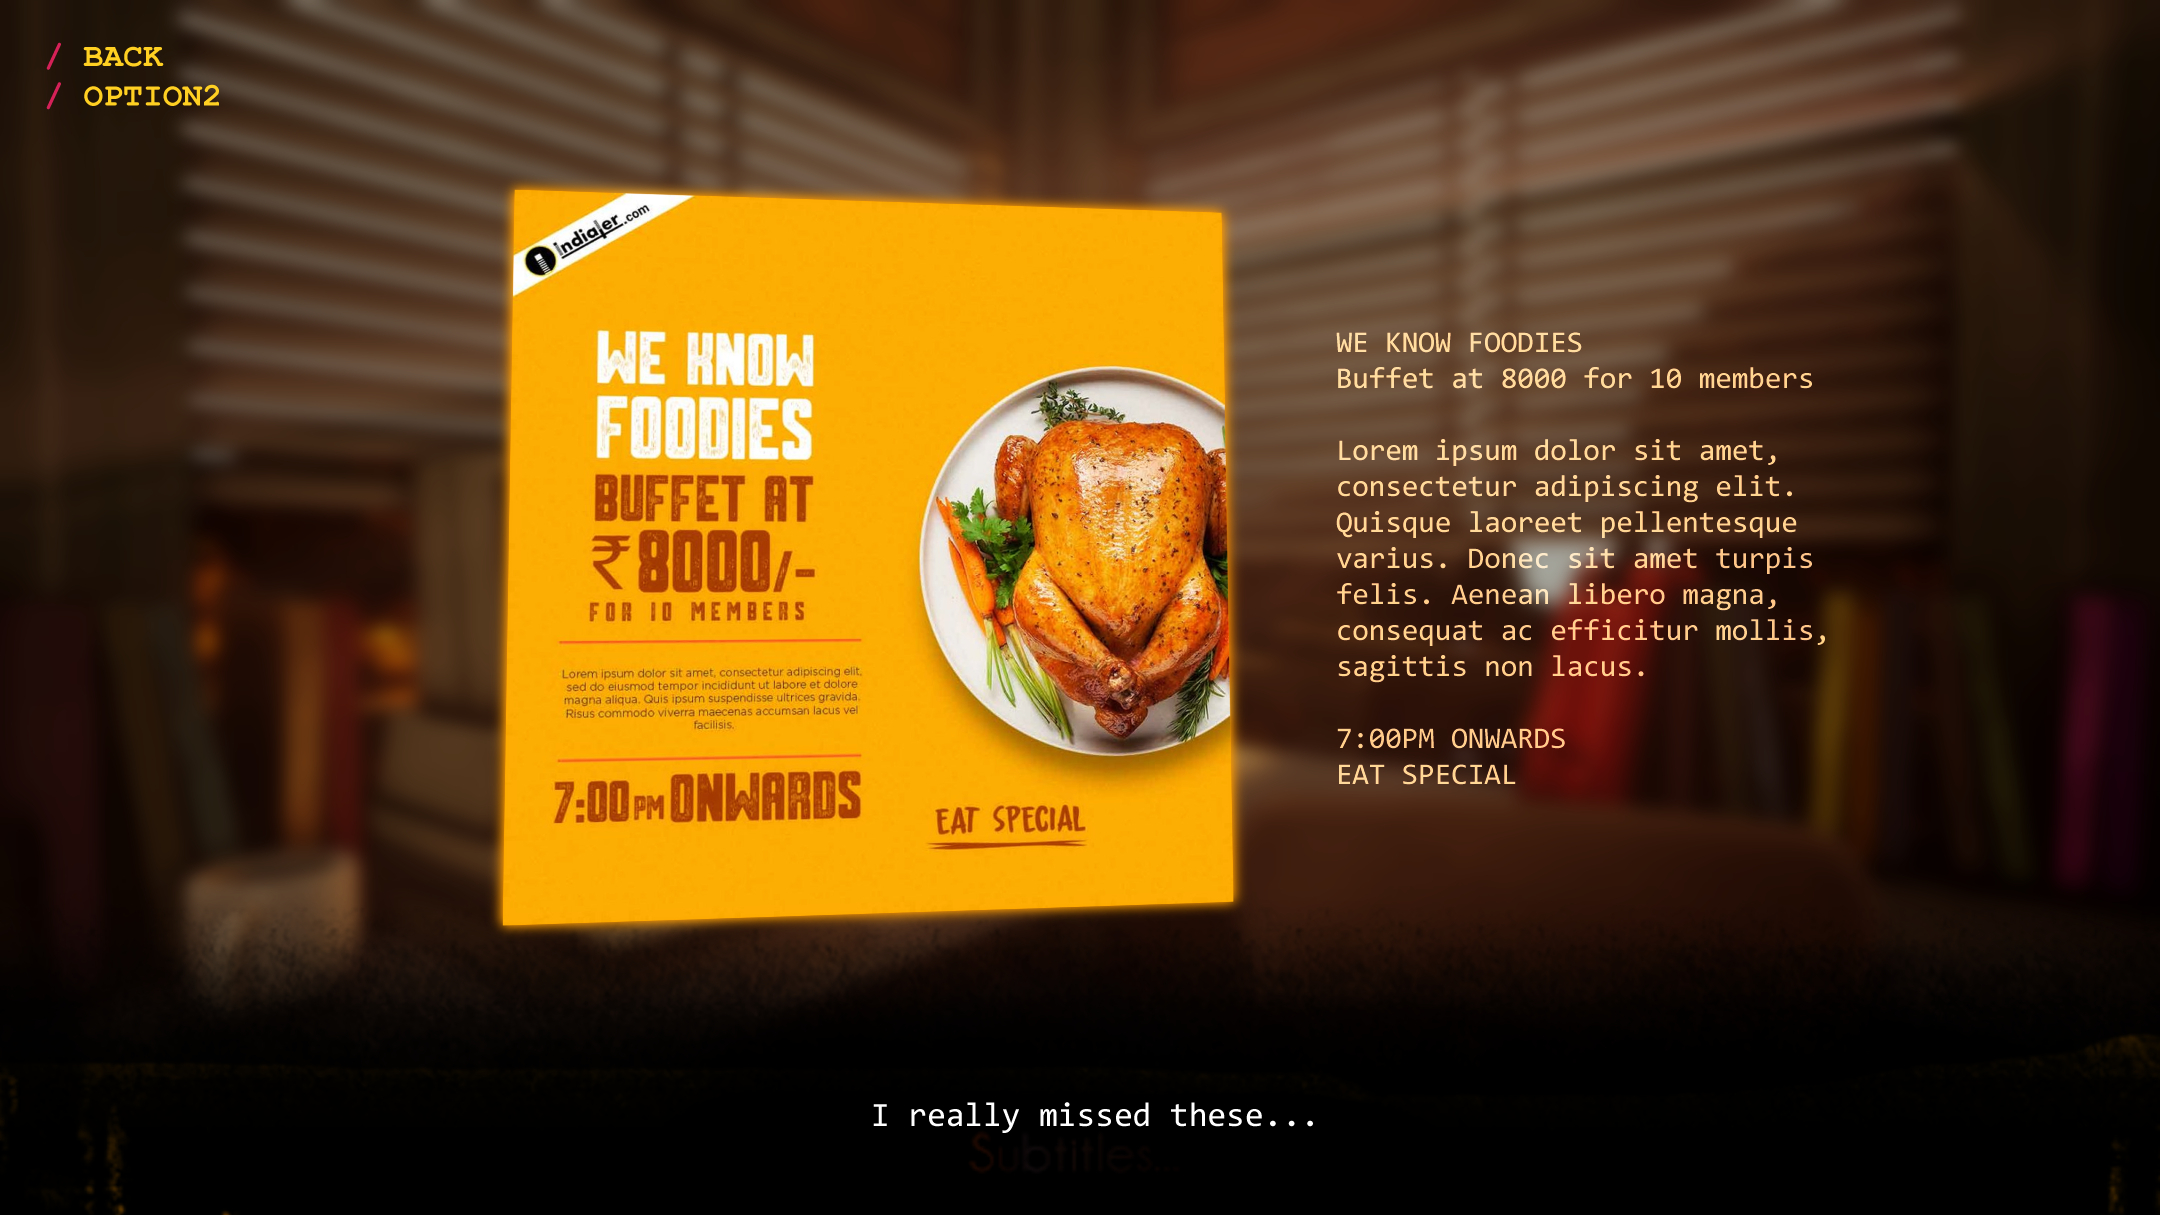 / BACK
/ OPTION2
indiater.com
WE KNOW
FOODIES
BUFFET AT
₹8000/-
FOR 10 MEMBERS
Lorem ipsum dolor sit amet, consectetur adipiscing elit,
sed do eiusmod tempor incididunt ut labore et dolore
magna aliqua. Quis ipsum suspendisse ultrices gravida.
Risus commodo viverra maecenas accumsan lacus vel
facilisis.
7:00PM ONWARDS
EAT SPECIAL
WE KNOW FOODIES
Buffet at 8000 for 10 members
Lorem ipsum dolor sit amet,
consectetur adipiscing elit.
Quisque laoreet pellentesque
varius. Donec sit amet turpis
felis. Aenean libero magna,
consequat ac efficitur mollis,
sagittis non lacus.
7:00PM ONWARDS
EAT SPECIAL
I really missed these...
Subtitles...